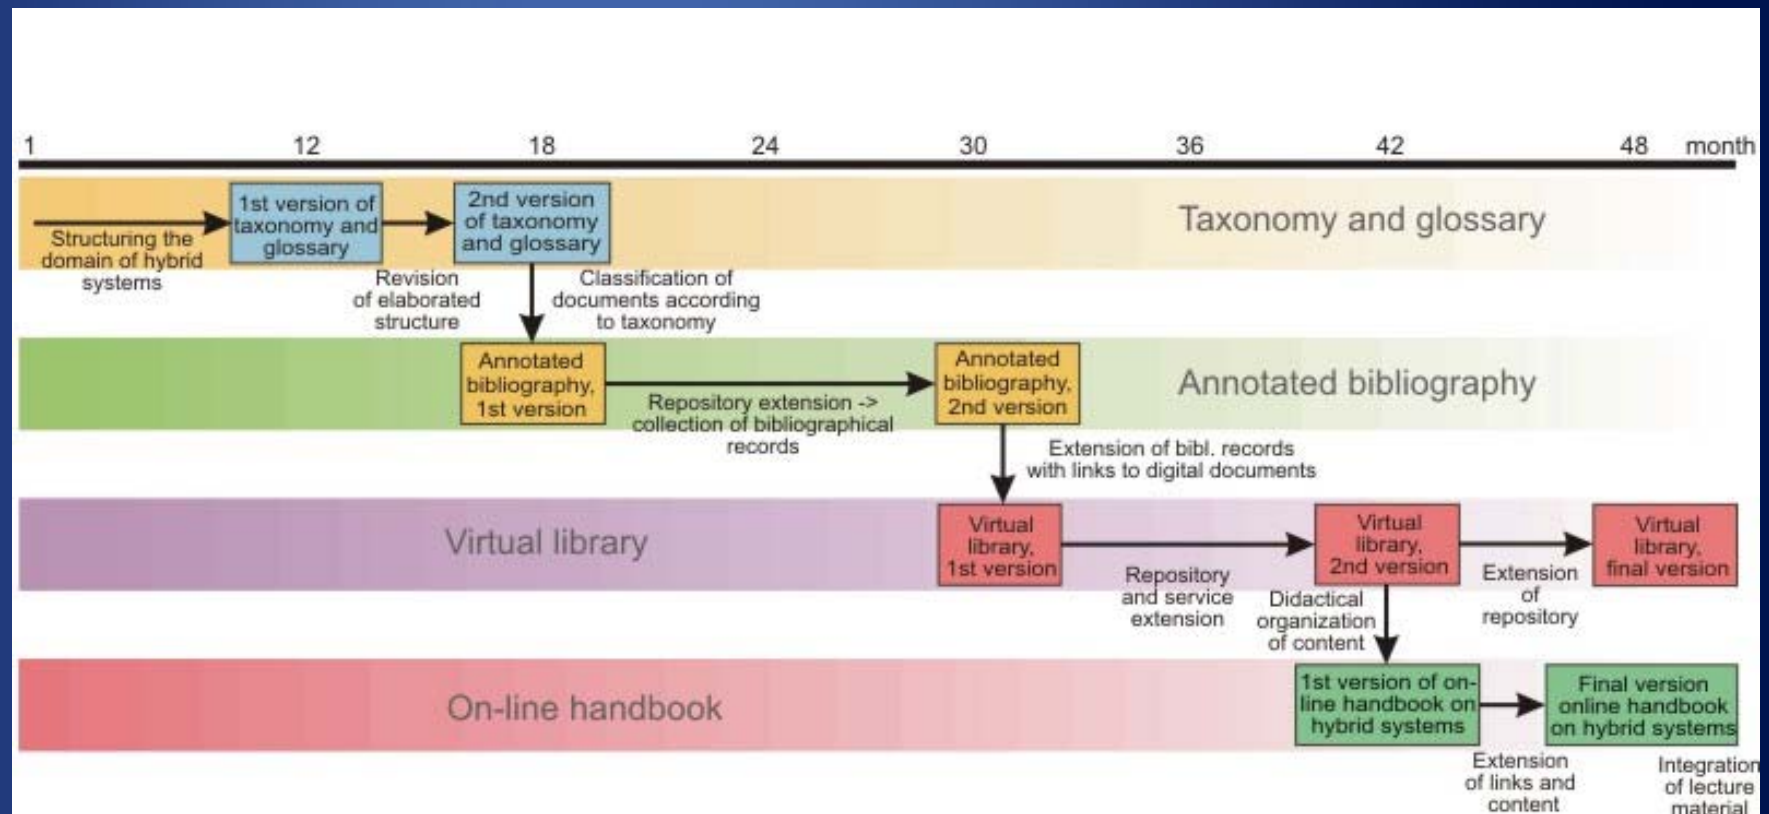 1 12 18 24 30 36 42 48 month
1st version of
taxonomy and
glossary
2nd version
of taxonomy
and glossary
Taxonomy and glossary
Structuring the
domain of hybrid
systems
Revision
of elaborated
structure
Classification of
documents according
to taxonomy
Annotated
bibliography,
1st version
Repository extension ->
collection of bibliographical
records
Annotated
bibliography,
2nd version
Annotated bibliography
Extension of bibl. records
with links to digital documents
Virtual library
Virtual
library,
1st version
Repository
and service
extension
Virtual
library,
2nd version
Extension
of
repository
Virtual
library,
final version
Didactical
organization
of content
On-line handbook
1st version of on-
line handbook on
hybrid systems
Final version
online handbook
on hybrid systems
Extension
of links and
content
Integration
of lecture
material